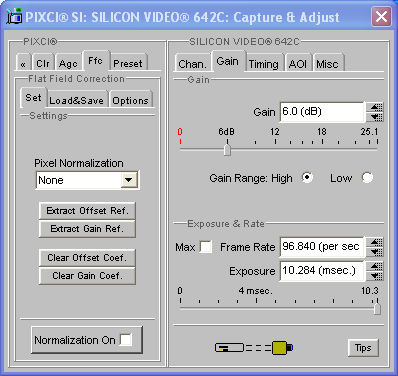 PIXCI® SI: SILICON VIDEO® 642C: Capture & Adjust
PIXCI®
« Clr Agc Ffc Preset
Flat Field Correction
Set Load&Save Options
Settings
Pixel Normalization
None
Extract Offset Ref.
Extract Gain Ref.
Clear Offset Coef.
Clear Gain Coef.
Normalization On
SILICON VIDEO® 642C
Chan. Gain Timing AOI Misc
Gain
Gain 6.0 (dB)
0 6dB 12 18 25.1
Gain Range: High Low
Exposure & Rate
Max Frame Rate 96.840 (per sec
Exposure 10.284 (msec.)
0 4 msec. 10.3
Tips